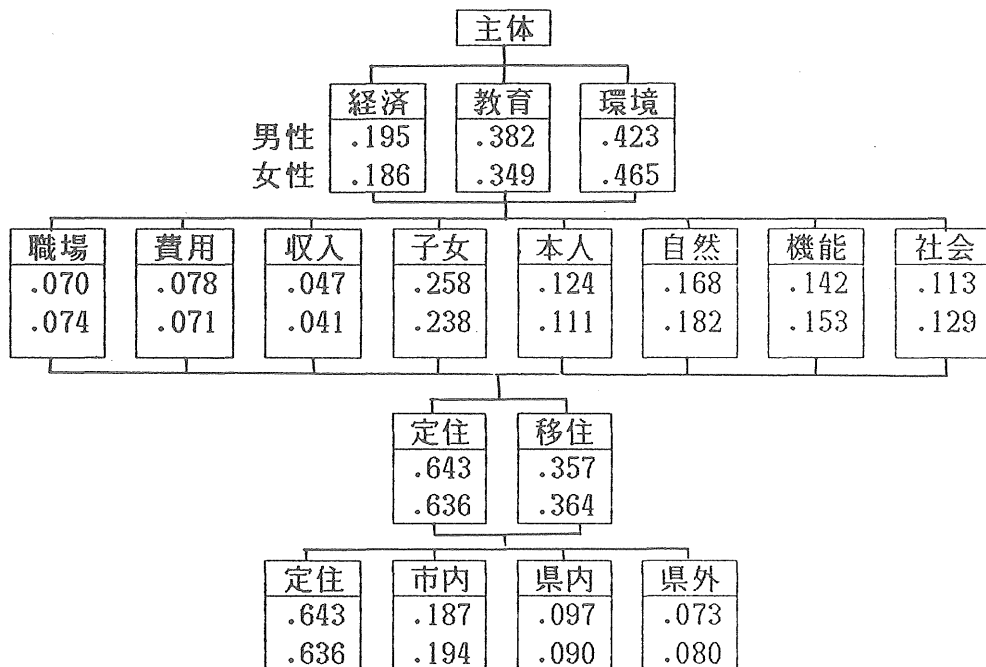 主体
経済 教育 環境
男性 .195 .382 .423
女性 .186 .349 .465
職場 費用 収入 子女 本人 自然 機能 社会
.070 .078 .047 .258 .124 .168 .142 .113
.074 .071 .041 .238 .111 .182 .153 .129
定住 移住
.643 .357
.636 .364
定住 市内 県内 県外
.643 .187 .097 .073
.636 .194 .090 .080